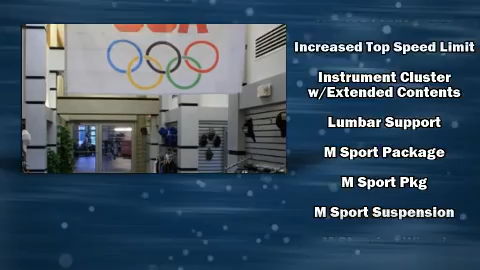 USA
Increased Top Speed Limit
Instrument Cluster
w/Extended Contents
Lumbar Support
M Sport Package
M Sport Pkg
M Sport Suspension